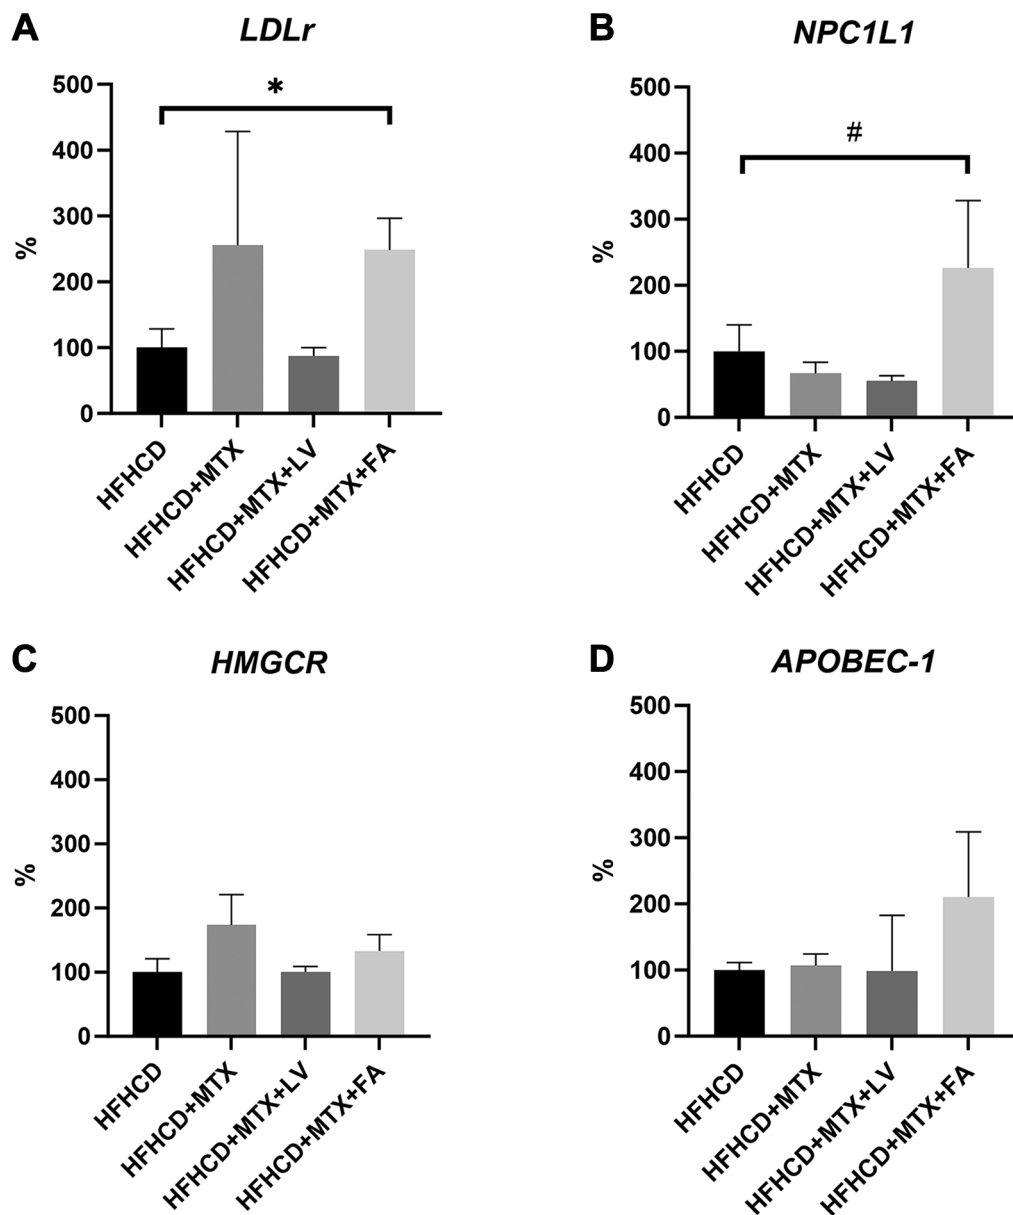 A
LDLr
*
500
400
300
200
100
0
%
HFHCD
HFHCD+MTX
HFHCD+MTX+LV
HFHCD+MTX+FA
B
NPC1L1
#
500
400
300
200
100
0
%
HFHCD
HFHCD+MTX
HFHCD+MTX+LV
HFHCD+MTX+FA
C
HMGCR
500
400
300
200
100
0
%
HFHCD
HFHCD+MTX
HFHCD+MTX+LV
HFHCD+MTX+FA
D
APOBEC-1
500
400
300
200
100
0
%
HFHCD
HFHCD+MTX
HFHCD+MTX+LV
HFHCD+MTX+FA